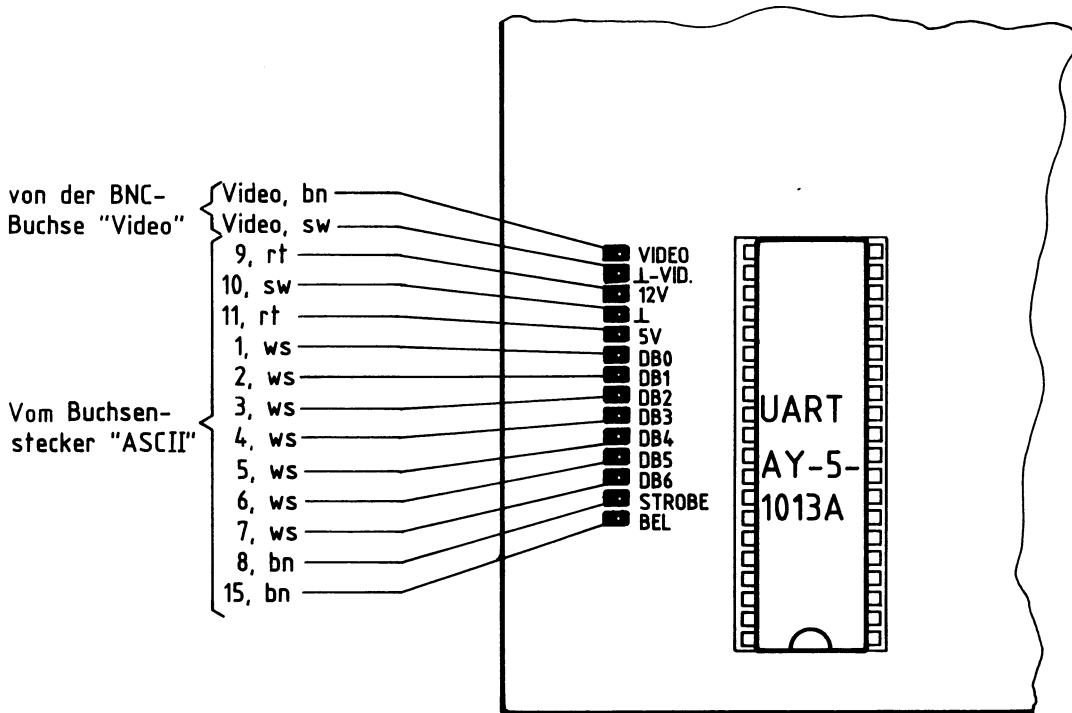 von der BNC-
Buchse "Video"
Video, bn
Video, sw
Vom Buchsen-
stecker "ASCII"
9, rt
10, sw
11, rt
1, ws
2, ws
3, ws
4, ws
5, ws
6, ws
7, ws
8, bn
15, bn
VIDEO
⊥-VID.
12V
⊥
5V
DB0
DB1
DB2
DB3
DB4
DB5
DB6
STROBE
BEL
UART
AY-5-
1013A